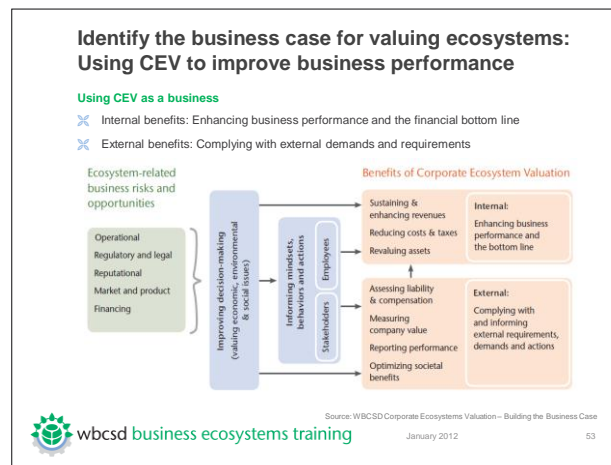 Identify the business case for valuing ecosystems:
Using CEV to improve business performance
Using CEV as a business
Internal benefits: Enhancing business performance and the financial bottom line
External benefits: Complying with external demands and requirements
Ecosystem-related
business risks and
opportunities
Operational
Regulatory and legal
Reputational
Market and product
Financing
Improving decision-making
(valuing economic, environmental
& social issues)
Informing mindsets,
behaviors and actions
Employees
Stakeholders
Benefits of Corporate Ecosystem Valuation
Sustaining &
enhancing revenues
Reducing costs & taxes
Revaluing assets
Internal:
Enhancing business
performance and
the bottom line
Assessing liability
& compensation
Measuring
company value
Reporting performance
Optimizing societal
benefits
External:
Complying with
and informing
external requirements,
demands and actions
Source: WBCSD Corporate Ecosystems Valuation – Building the Business Case
wbcsd business ecosystems training
January 2012
53